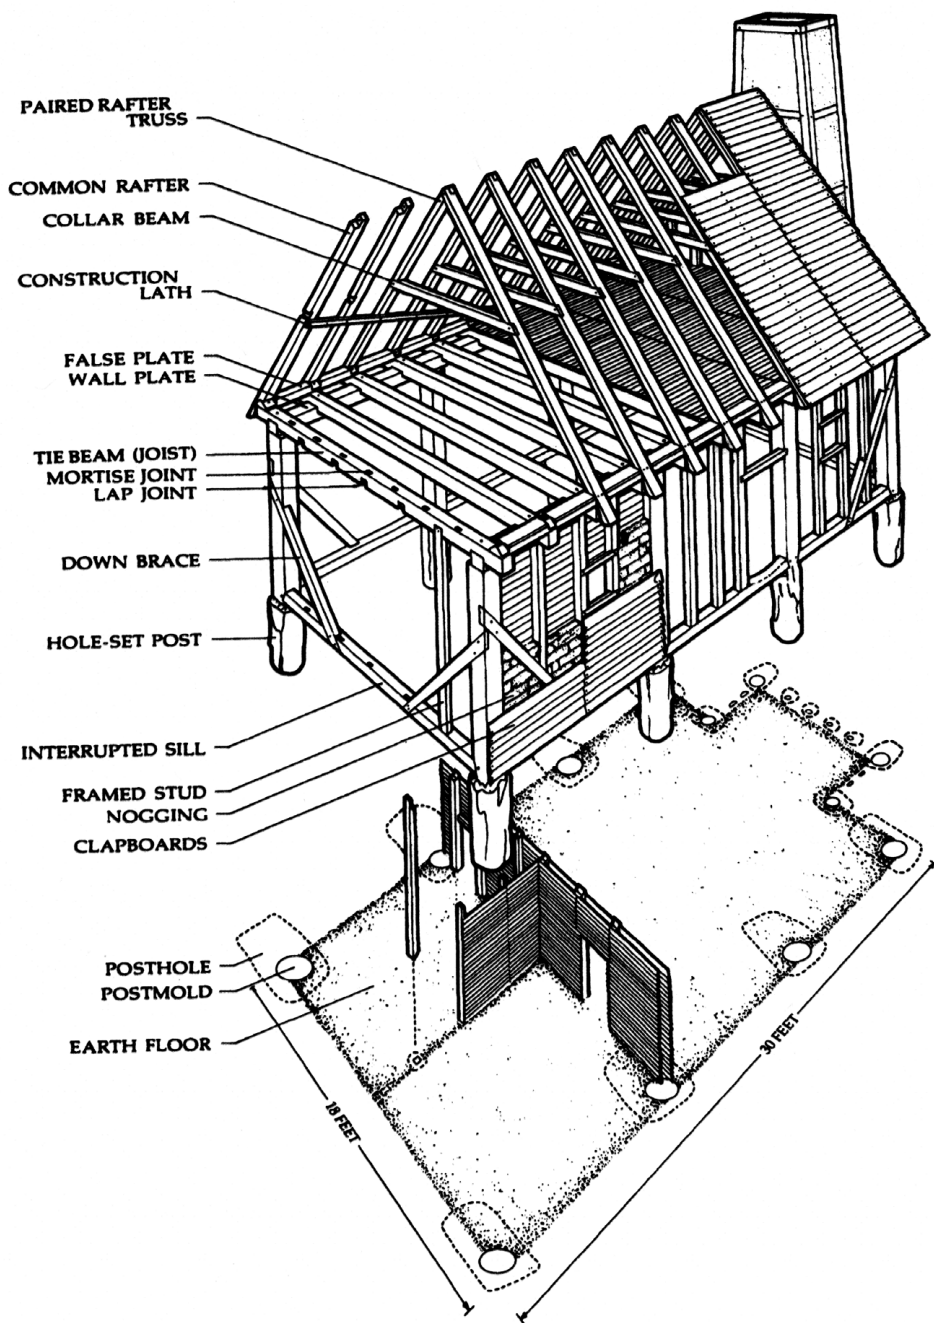 PAIRED RAFTER
TRUSS
COMMON RAFTER
COLLAR BEAM
CONSTRUCTION
LATH
FALSE PLATE
WALL PLATE
TIE BEAM (JOIST)
MORTISE JOINT
LAP JOINT
DOWN BRACE
HOLE-SET POST
INTERRUPTED SILL
FRAMED STUD
NOGGING
CLAPBOARDS
POSTHOLE
POSTMOLD
EARTH FLOOR
18 FEET
30 FEET